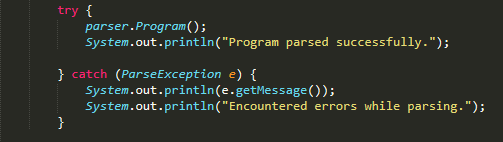 try {
    parser.Program();
    System.out.println("Program parsed successfully.");

} catch (ParseException e) {
    System.out.println(e.getMessage());
    System.out.println("Encountered errors while parsing.");
}